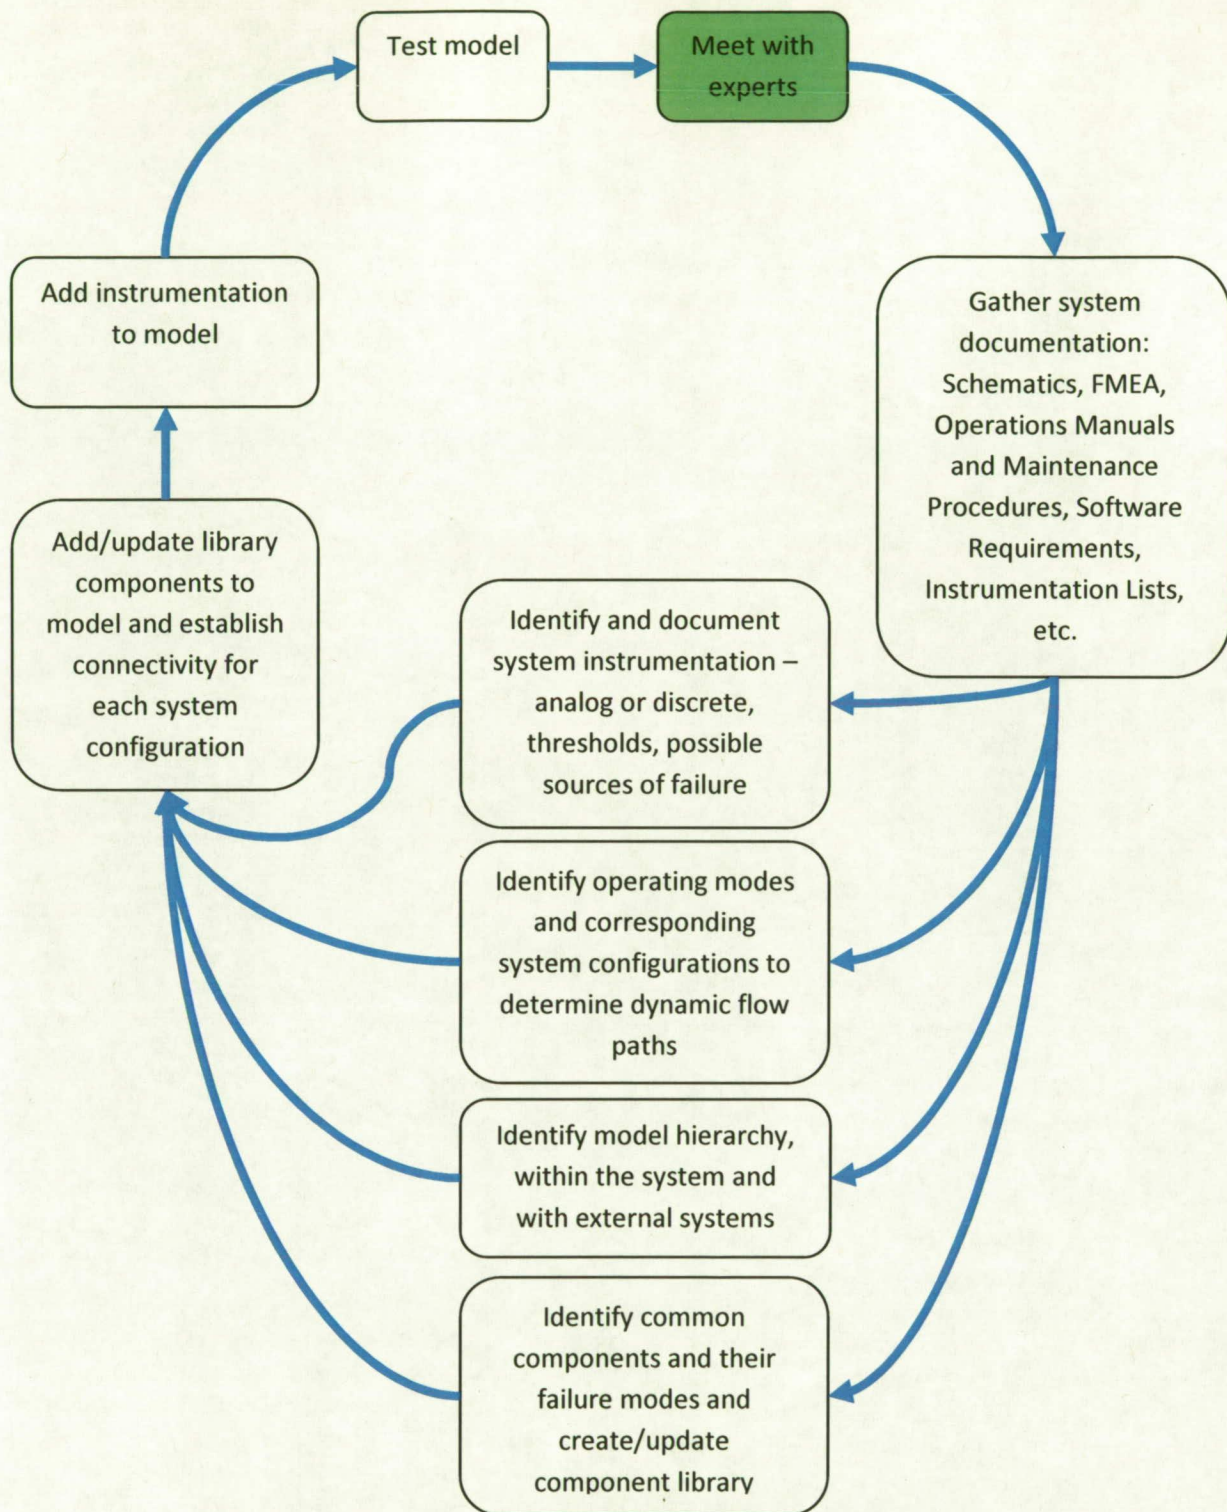 Test model
Meet with
experts
Add instrumentation
to model
Gather system
documentation:
Schematics, FMEA,
Operations Manuals
and Maintenance
Procedures, Software
Requirements,
Instrumentation Lists,
etc.
Add/update library
components to
model and establish
connectivity for
each system
configuration
Identify and document
system instrumentation –
analog or discrete,
thresholds, possible
sources of failure
Identify operating modes
and corresponding
system configurations to
determine dynamic flow
paths
Identify model hierarchy,
within the system and
with external systems
Identify common
components and their
failure modes and
create/update
component library